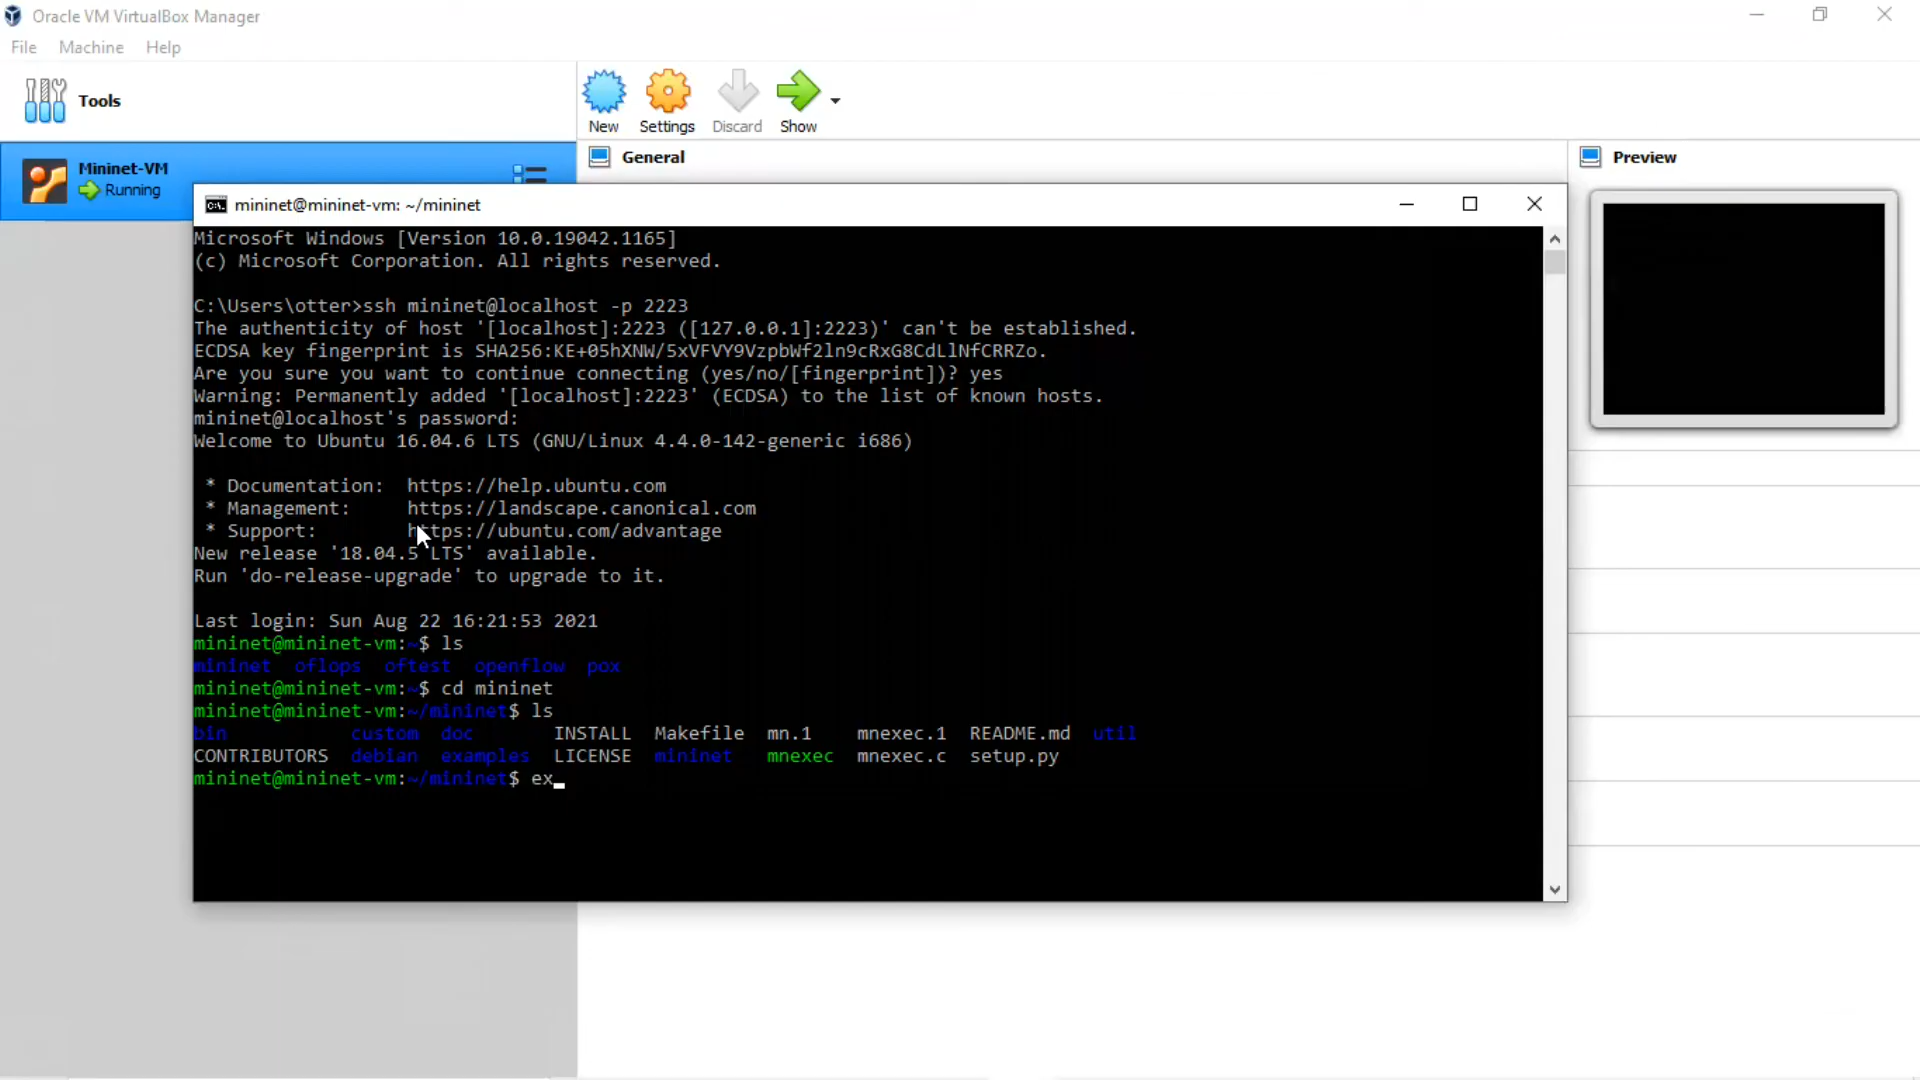 Oracle VM VirtualBox Manager
File Machine Help
Tools
New Settings Discard Show
Mininet-VM
Running
General
Preview
mininet@mininet-vm: ~/mininet
Microsoft Windows [Version 10.0.19042.1165]
(c) Microsoft Corporation. All rights reserved.
C:\Users\otter>ssh mininet@localhost -p 2223
The authenticity of host '[localhost]:2223 ([127.0.0.1]:2223)' can't be established.
ECDSA key fingerprint is SHA256:KE+05hXNW/5xVFVY9VzpbWf2ln9cRxG8CdLlNfCRRZo.
Are you sure you want to continue connecting (yes/no/[fingerprint])? yes
Warning: Permanently added '[localhost]:2223' (ECDSA) to the list of known hosts.
mininet@localhost's password:
Welcome to Ubuntu 16.04.6 LTS (GNU/Linux 4.4.0-142-generic i686)
* Documentation: https://help.ubuntu.com
* Management: https://landscape.canonical.com
* Support: https://ubuntu.com/advantage
New release '18.04.5 LTS' available.
Run 'do-release-upgrade' to upgrade to it.
Last login: Sun Aug 22 16:21:53 2021
mininet@mininet-vm:~$ ls
mininet oflops oftest openflow pox
mininet@mininet-vm:~$ cd mininet
mininet@mininet-vm:~/mininet$ ls
bin custom doc INSTALL Makefile mn.1 mnexec.1 README.md util
CONTRIBUTORS debian examples LICENSE mininet mnexec mnexec.c setup.py
mininet@mininet-vm:~/mininet$ ex